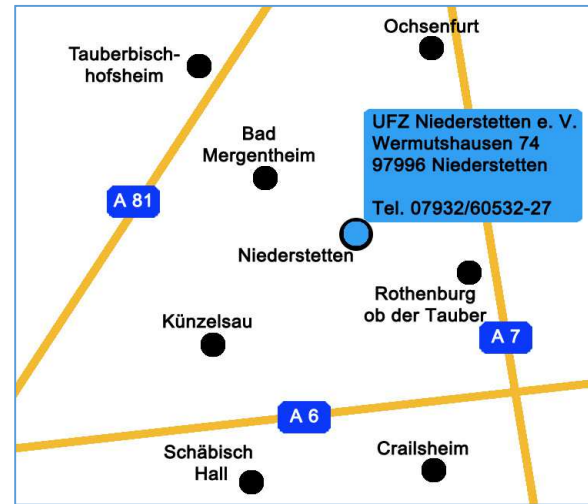 Ochsenfurt
Tauberbisch-
hofsheim
UFZ Niederstetten e. V.
Wermutshausen 74
97996 Niederstetten
Tel. 07932/60532-27
Bad
Mergentheim
A 81
Niederstetten
Rothenburg
ob der Tauber
Künzelsau
A 7
A 6
Schäbisch
Hall
Crailsheim